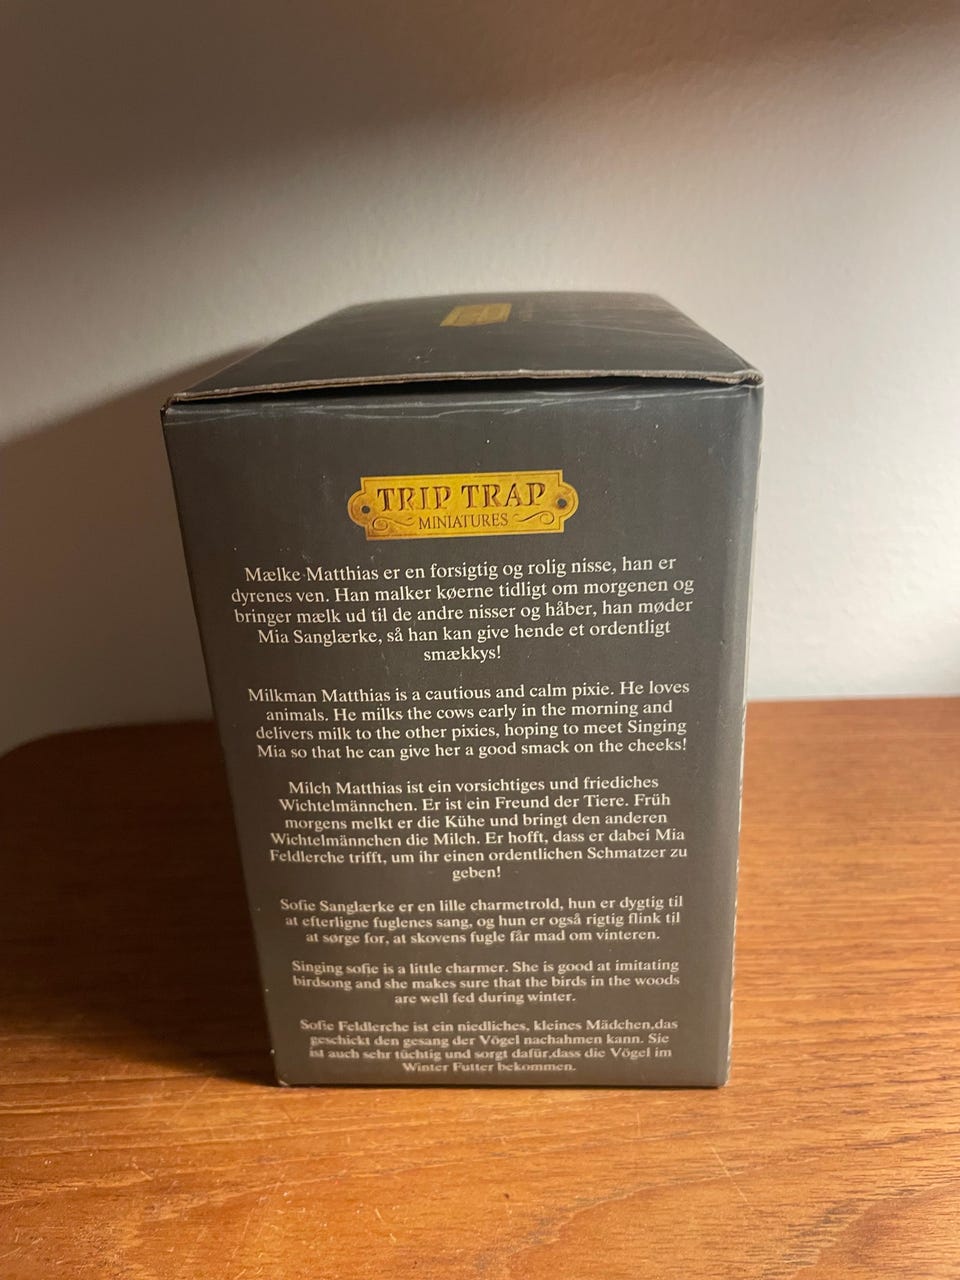 TRIP TRAP
MINIATURES
Mælke Matthias er en forsigtig og rolig nisse, han er
dyrenes ven. Han malker køerne tidligt om morgenen og
bringer mælk ud til de andre nisser og håber, han møder
Mia Sanglærke, så han kan give hende et ordentligt
smækkys!
Milkman Matthias is a cautious and calm pixie. He loves
animals. He milks the cows early in the morning and
delivers milk to the other pixies, hoping to meet Singing
Mia so that he can give her a good smack on the cheeks!
Milch Matthias ist ein vorsichtiges und friedliches
Wichtelmännchen. Er ist ein Freund der Tiere. Früh
morgens melkt er die Kühe und bringt den anderen
Wichtelmännchen die Milch. Er hofft, dass er dabei Mia
Feldlerche trifft, um ihr einen ordentlichen Schmatzer zu
geben!
Sofie Sanglærke er en lille charmetrold, hun er dygtig til
at efterligne fuglenes sang, og hun er også rigtig flink til
at sørge for, at skovens fugle får mad om vinteren.
Singing sofie is a little charmer. She is good at imitating
birdsong and she makes sure that the birds in the woods
are well fed during winter.
Sofie Feldlerche ist ein niedliches, kleines Mädchen,das
geschickt den gesang der Vögel nachahmen kann. Sie
ist auch sehr tüchtig und sorgt dafür,dass die Vögel im
Winter Futter bekommen.